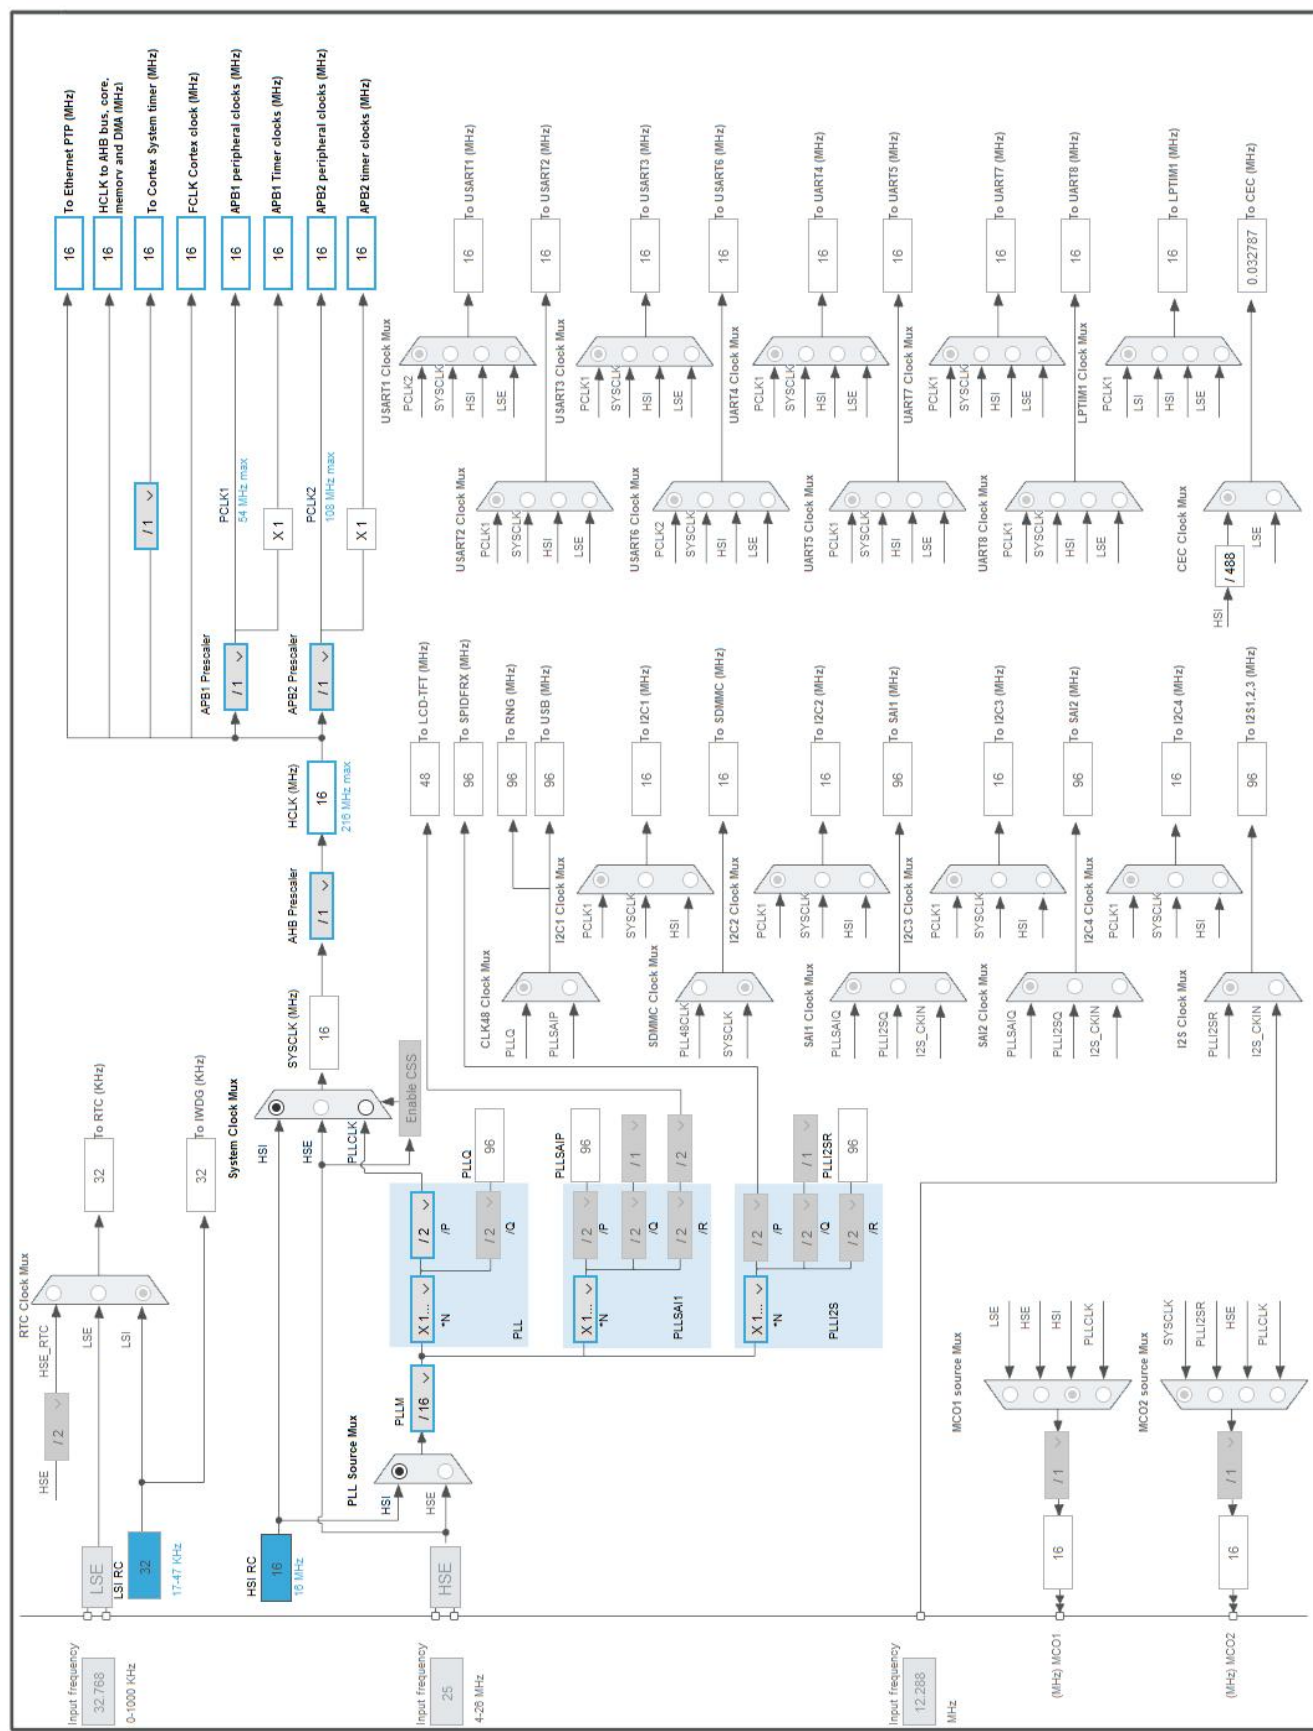 Input frequency
32.768
0-1000 KHz
LSE
LSI RC
32
17-47 KHz
HSE
/ 2
HSE_RTC
LSE
LSI
RTC Clock Mux
32
To RTC (KHz)
32
To IWDG (KHz)
HSI RC
16
16 MHz
Input frequency
25
4-26 MHz
HSE
PLL Source Mux
HSI
HSE
PLLM
/ 16
X 1...
*N
/ 2
/P
/ 2
/Q
PLL
PLLQ
96
X 1...
*N
/ 2
/P
/ 2
/Q
/ 2
/R
PLLSAI1
PLLSAIP
96
/ 1
/ 2
X 1...
*N
/ 2
/P
/ 2
/Q
/ 2
/R
PLLI2S
/ 1
PLLI2SR
96
System Clock Mux
HSI
HSE
PLLCLK
Enable CSS
SYSCLK (MHz)
16
AHB Prescaler
/ 1
HCLK (MHz)
16
216 MHz max
APB1 Prescaler
/ 1
APB2 Prescaler
/ 1
/ 1
PCLK1
54 MHz max
X 1
PCLK2
108 MHz max
X 1
16
To Ethernet PTP (MHz)
16
HCLK to AHB bus, core,
memory and DMA (MHz)
16
To Cortex System timer (MHz)
16
FCLK Cortex clock (MHz)
16
APB1 peripheral clocks (MHz)
16
APB1 Timer clocks (MHz)
16
APB2 peripheral clocks (MHz)
16
APB2 timer clocks (MHz)
48
To LCD-TFT (MHz)
96
To SPIDFRX (MHz)
96
To RNG (MHz)
96
To USB (MHz)
CLK48 Clock Mux
PLLQ
PLLSAIP
I2C1 Clock Mux
PCLK1
SYSCLK
HSI
16
To I2C1 (MHz)
SDMMC Clock Mux
PLL48CLK
SYSCLK
16
To SDMMC (MHz)
I2C2 Clock Mux
PCLK1
SYSCLK
HSI
16
To I2C2 (MHz)
SAI1 Clock Mux
PLLSAIQ
PLLI2SQ
I2S_CKIN
96
To SAI1 (MHz)
I2C3 Clock Mux
PCLK1
SYSCLK
HSI
16
To I2C3 (MHz)
SAI2 Clock Mux
PLLSAIQ
PLLI2SQ
I2S_CKIN
96
To SAI2 (MHz)
I2C4 Clock Mux
PCLK1
SYSCLK
HSI
16
To I2C4 (MHz)
I2S Clock Mux
PLLI2SR
I2S_CKIN
96
To I2S1,2,3 (MHz)
USART1 Clock Mux
PCLK2
SYSCLK
HSI
LSE
16
To USART1 (MHz)
USART2 Clock Mux
PCLK1
SYSCLK
HSI
LSE
16
To USART2 (MHz)
USART3 Clock Mux
PCLK1
SYSCLK
HSI
LSE
16
To USART3 (MHz)
USART6 Clock Mux
PCLK2
SYSCLK
HSI
LSE
16
To USART6 (MHz)
UART4 Clock Mux
PCLK1
SYSCLK
HSI
LSE
16
To UART4 (MHz)
UART5 Clock Mux
PCLK1
SYSCLK
HSI
LSE
16
To UART5 (MHz)
UART7 Clock Mux
PCLK1
SYSCLK
HSI
LSE
16
To UART7 (MHz)
UART8 Clock Mux
PCLK1
SYSCLK
HSI
LSE
16
To UART8 (MHz)
LPTIM1 Clock Mux
PCLK1
LSI
HSI
LSE
16
To LPTIM1 (MHz)
CEC Clock Mux
HSI
/ 488
LSE
0.032787
To CEC (MHz)
Input frequency
12.288
MHz
MCO1 source Mux
LSE
HSE
HSI
PLLCLK
/ 1
16
(MHz) MCO1
MCO2 source Mux
SYSCLK
PLLI2SR
HSE
PLLCLK
/ 1
16
(MHz) MCO2